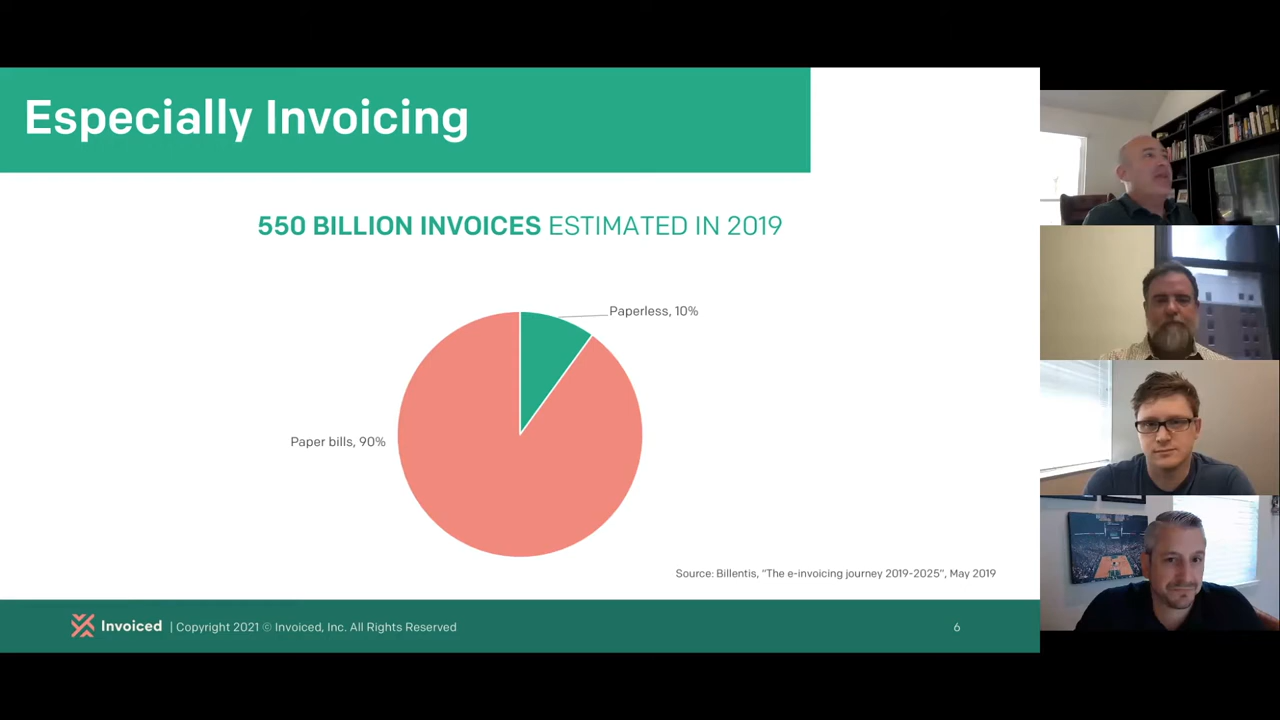 Especially Invoicing
550 BILLION INVOICES ESTIMATED IN 2019
Paperless, 10%
Paper bills, 90%
Source: Billentis, “The e-invoicing journey 2019-2025”, May 2019
Invoiced | Copyright 2021 © Invoiced, Inc. All Rights Reserved
6